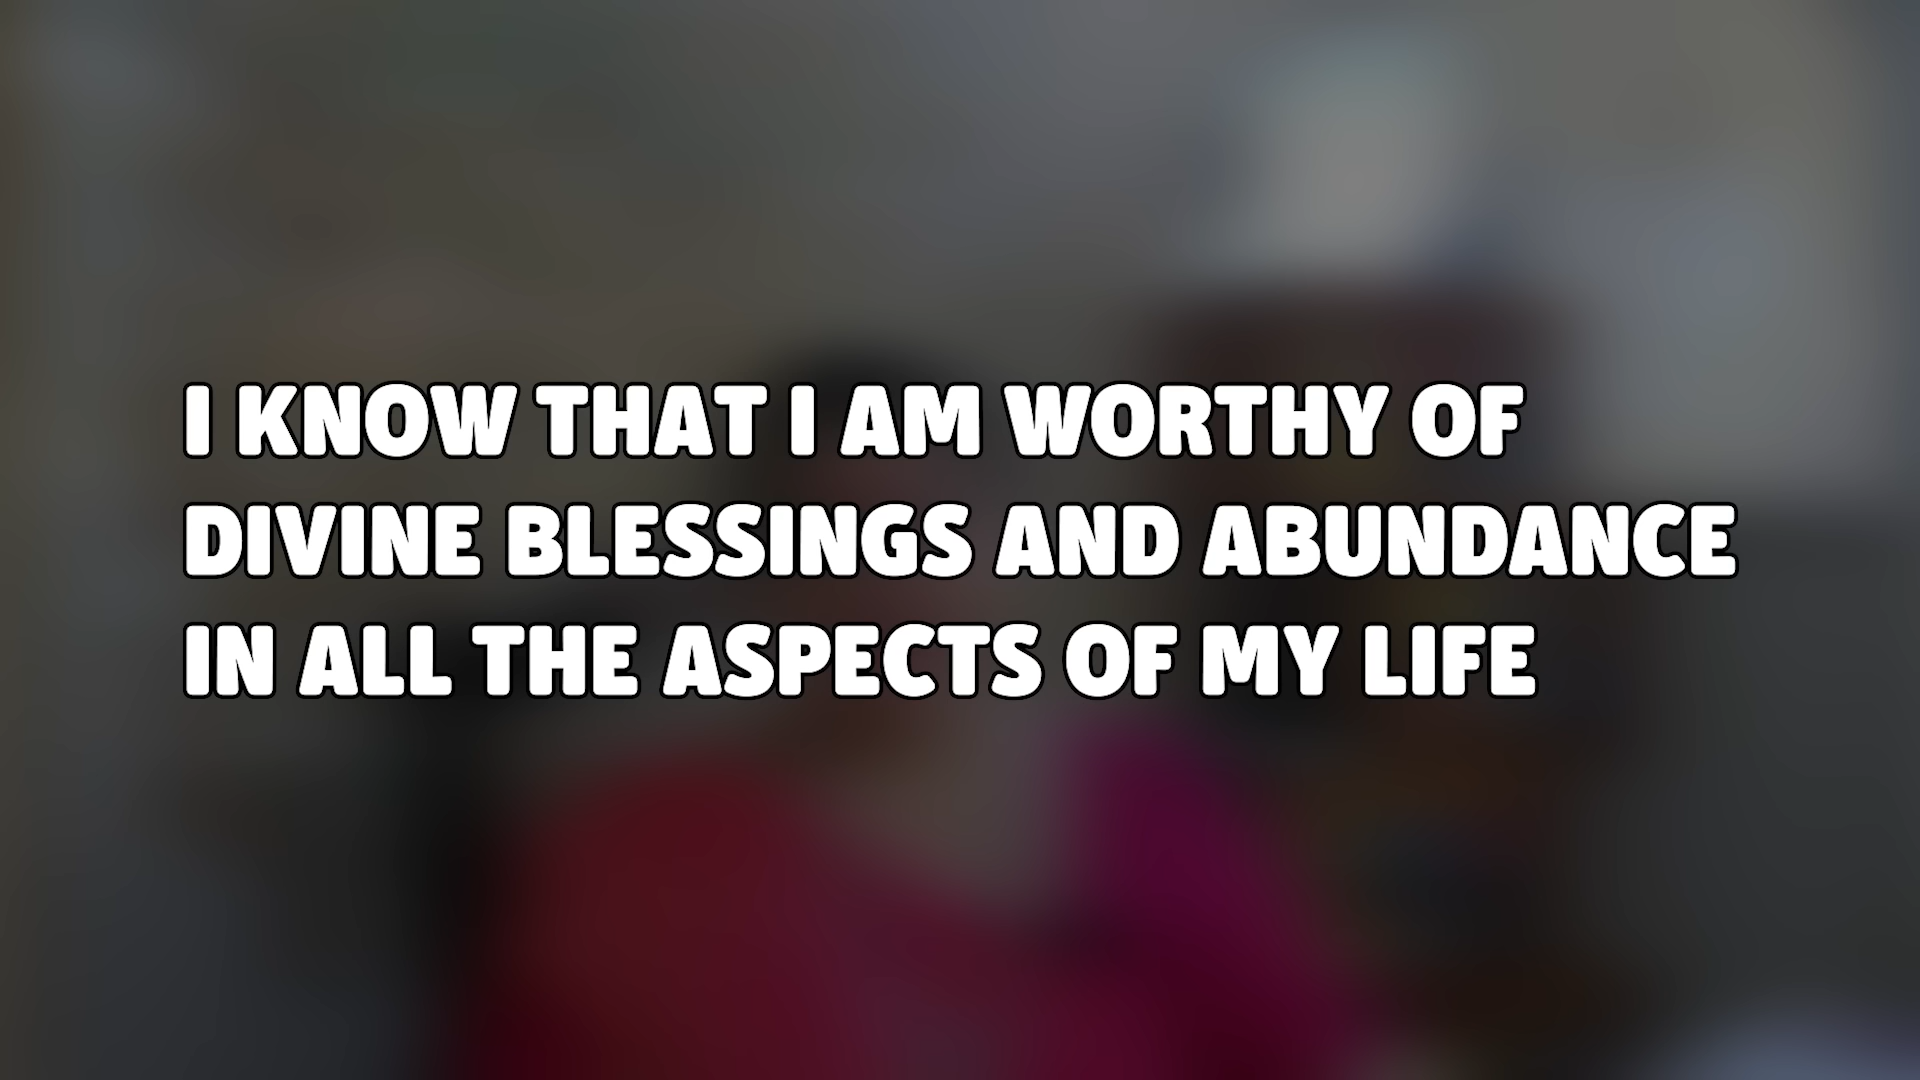 I KNOW THAT I AM WORTHY OF
DIVINE BLESSINGS AND ABUNDANCE
IN ALL THE ASPECTS OF MY LIFE